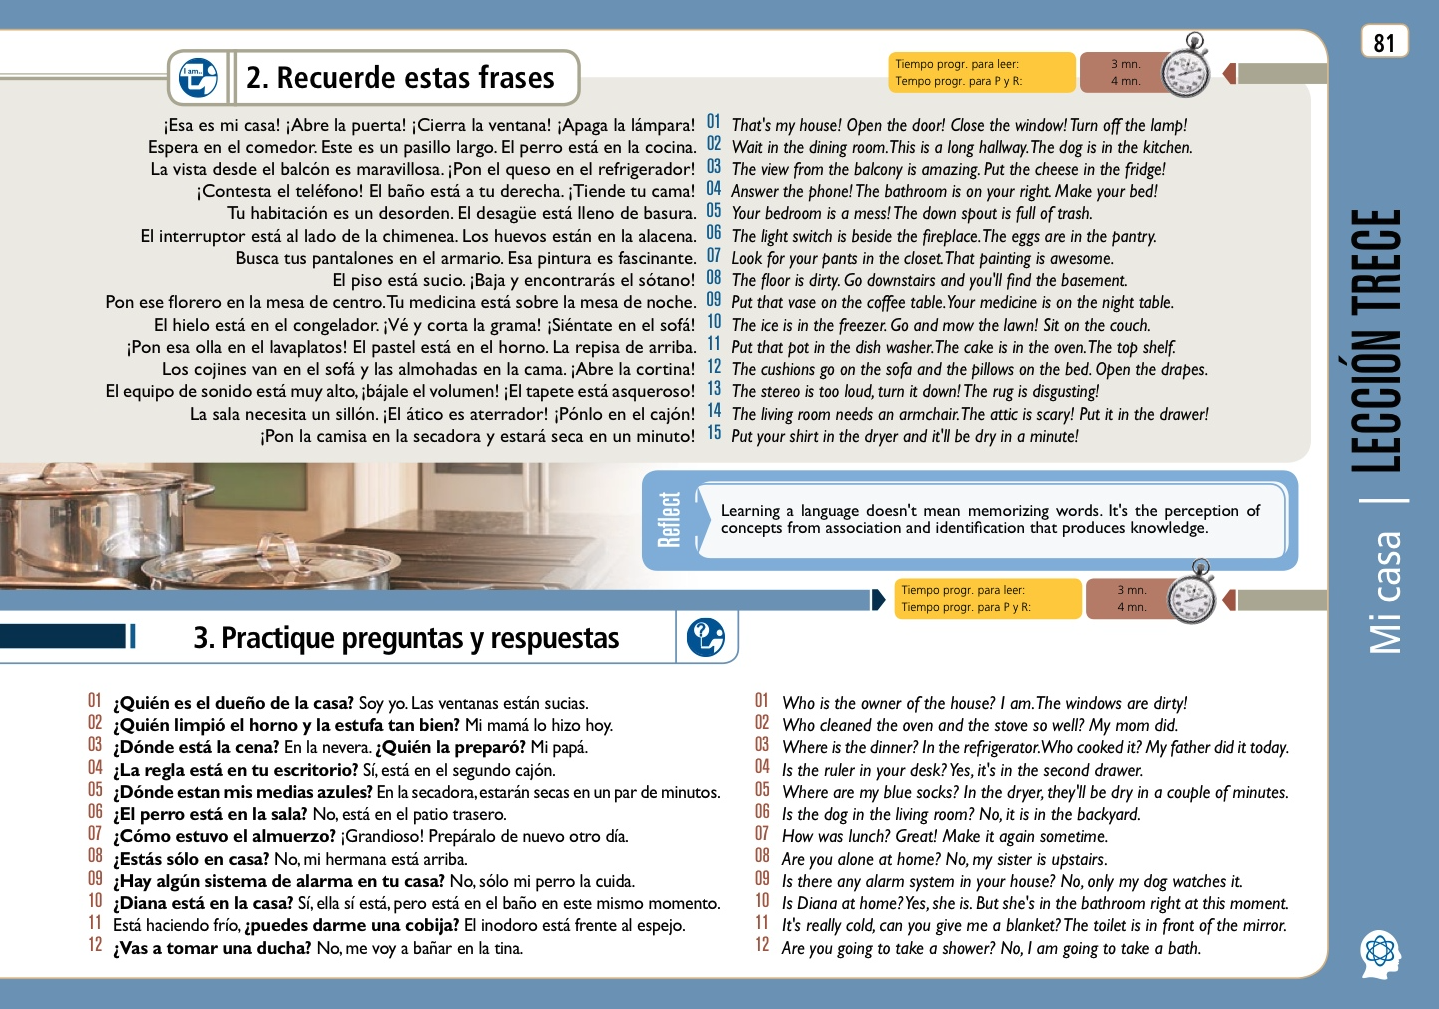 81
I am..
2. Recuerde estas frases
Tiempo progr. para leer: 3 mn.
Tempo progr. para P y R: 4 mn.
¡Esa es mi casa! ¡Abre la puerta! ¡Cierra la ventana! ¡Apaga la lámpara! 01 That's my house! Open the door! Close the window! Turn off the lamp!
Espera en el comedor. Este es un pasillo largo. El perro está en la cocina. 02 Wait in the dining room. This is a long hallway. The dog is in the kitchen.
La vista desde el balcón es maravillosa. ¡Pon el queso en el refrigerador! 03 The view from the balcony is amazing. Put the cheese in the fridge!
¡Contesta el teléfono! El baño está a tu derecha. ¡Tiende tu cama! 04 Answer the phone! The bathroom is on your right. Make your bed!
Tu habitación es un desorden. El desagüe está lleno de basura. 05 Your bedroom is a mess! The down spout is full of trash.
El interruptor está al lado de la chimenea. Los huevos están en la alacena. 06 The light switch is beside the fireplace. The eggs are in the pantry.
Busca tus pantalones en el armario. Esa pintura es fascinante. 07 Look for your pants in the closet. That painting is awesome.
El piso está sucio. ¡Baja y encontrarás el sótano! 08 The floor is dirty. Go downstairs and you'll find the basement.
Pon ese florero en la mesa de centro. Tu medicina está sobre la mesa de noche. 09 Put that vase on the coffee table. Your medicine is on the night table.
El hielo está en el congelador. ¡Vé y corta la grama! ¡Siéntate en el sofá! 10 The ice is in the freezer. Go and mow the lawn! Sit on the couch.
¡Pon esa olla en el lavaplatos! El pastel está en el horno. La repisa de arriba. 11 Put that pot in the dish washer. The cake is in the oven. The top shelf.
Los cojines van en el sofá y las almohadas en la cama. ¡Abre la cortina! 12 The cushions go on the sofa and the pillows on the bed. Open the drapes.
El equipo de sonido está muy alto, ¡bájale el volumen! ¡El tapete está asqueroso! 13 The stereo is too loud, turn it down! The rug is disgusting!
La sala necesita un sillón. ¡El ático es aterrador! ¡Pónlo en el cajón! 14 The living room needs an armchair. The attic is scary! Put it in the drawer!
¡Pon la camisa en la secadora y estará seca en un minuto! 15 Put your shirt in the dryer and it'll be dry in a minute!
Reflect
Learning a language doesn't mean memorizing words. It's the perception of
concepts from association and identification that produces knowledge.
Tiempo progr. para leer: 3 mn.
Tiempo progr. para P y R: 4 mn.
3. Practique preguntas y respuestas
?
01 ¿Quién es el dueño de la casa? Soy yo. Las ventanas están sucias.
02 ¿Quién limpió el horno y la estufa tan bien? Mi mamá lo hizo hoy.
03 ¿Dónde está la cena? En la nevera. ¿Quién la preparó? Mi papá.
04 ¿La regla está en tu escritorio? Sí, está en el segundo cajón.
05 ¿Dónde estan mis medias azules? En la secadora, estarán secas en un par de minutos.
06 ¿El perro está en la sala? No, está en el patio trasero.
07 ¿Cómo estuvo el almuerzo? ¡Grandioso! Prepáralo de nuevo otro día.
08 ¿Estás sólo en casa? No, mi hermana está arriba.
09 ¿Hay algún sistema de alarma en tu casa? No, sólo mi perro la cuida.
10 ¿Diana está en la casa? Sí, ella sí está, pero está en el baño en este mismo momento.
11 Está haciendo frío, ¿puedes darme una cobija? El inodoro está frente al espejo.
12 ¿Vas a tomar una ducha? No, me voy a bañar en la tina.
01 Who is the owner of the house? I am. The windows are dirty!
02 Who cleaned the oven and the stove so well? My mom did.
03 Where is the dinner? In the refrigerator. Who cooked it? My father did it today.
04 Is the ruler in your desk? Yes, it's in the second drawer.
05 Where are my blue socks? In the dryer, they'll be dry in a couple of minutes.
06 Is the dog in the living room? No, it is in the backyard.
07 How was lunch? Great! Make it again sometime.
08 Are you alone at home? No, my sister is upstairs.
09 Is there any alarm system in your house? No, only my dog watches it.
10 Is Diana at home? Yes, she is. But she's in the bathroom right at this moment.
11 It's really cold, can you give me a blanket? The toilet is in front of the mirror.
12 Are you going to take a shower? No, I am going to take a bath.
Mi casa | LECCIÓN TRECE